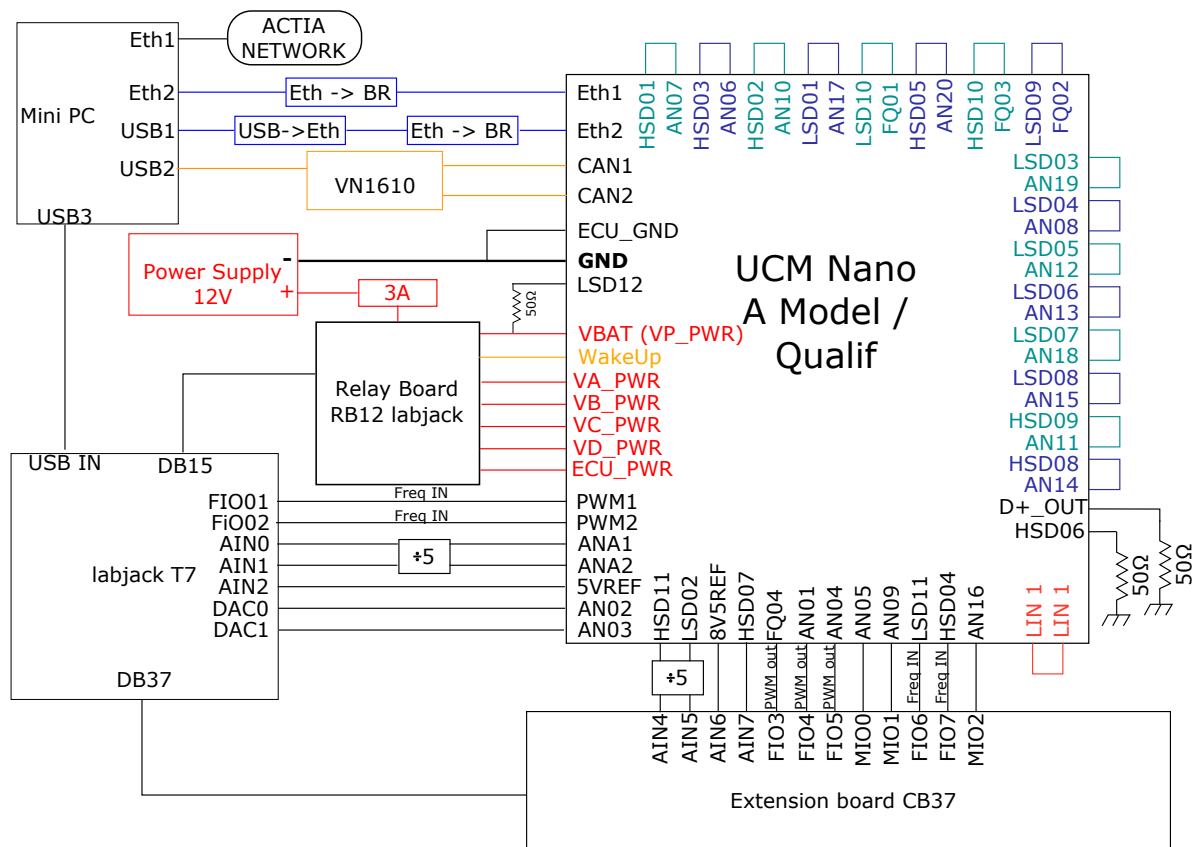 ACTIA
NETWORK
Eth1
Eth2
Mini PC
USB1
USB2
USB3
Eth -> BR
USB->Eth
Eth -> BR
VN1610
Power Supply
12V
-
+
3A
50Ω
Relay Board
RB12 labjack
Eth1
Eth2
CAN1
CAN2
ECU_GND
GND
LSD12
VBAT (VP_PWR)
WakeUp
VA_PWR
VB_PWR
VC_PWR
VD_PWR
ECU_PWR
PWM1
PWM2
ANA1
ANA2
5VREF
AN02
AN03
UCM Nano
A Model /
Qualif
HSD01
AN07
HSD03
AN06
HSD02
AN10
LSD01
AN17
LSD10
FQ01
HSD05
AN20
HSD10
FQ03
LSD09
FQ02
LSD03
AN19
LSD04
AN08
LSD05
AN12
LSD06
AN13
LSD07
AN18
LSD08
AN15
HSD09
AN11
HSD08
AN14
D+_OUT
HSD06
50Ω
50Ω
LIN 1
LIN 1
USB IN
DB15
FIO01
FiO02
AIN0
AIN1
AIN2
DAC0
DAC1
labjack T7
DB37
Freq IN
Freq IN
÷5
HSD11
LSD02
8V5REF
HSD07
FQ04
AN01
AN04
AN05
AN09
LSD11
HSD04
AN16
÷5
PWM out
PWM out
PWM out
Freq IN
Freq IN
AIN4
AIN5
AIN6
AIN7
FIO3
FIO4
FIO5
MIO0
MIO1
FIO6
FIO7
MIO2
Extension board CB37